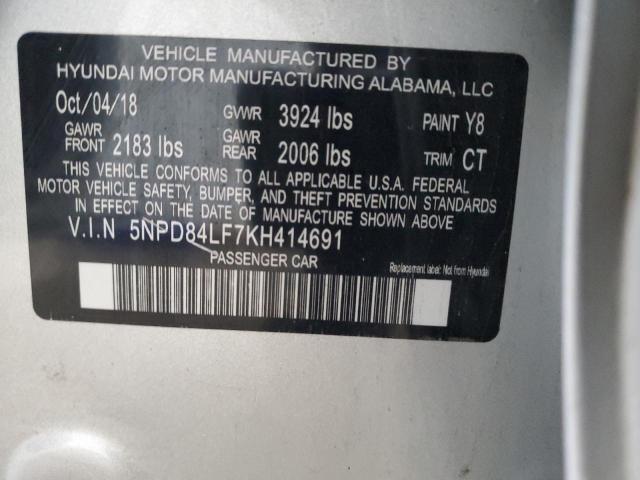 VEHICLE MANUFACTURED BY
HYUNDAI MOTOR MANUFACTURING ALABAMA, LLC
Oct/04/18 GVWR 3924 lbs PAINT Y8
GAWR FRONT 2183 lbs GAWR REAR 2006 lbs TRIM CT
THIS VEHICLE CONFORMS TO ALL APPLICABLE U.S.A. FEDERAL
MOTOR VEHICLE SAFETY, BUMPER, AND THEFT PREVENTION STANDARDS
IN EFFECT ON THE DATE OF MANUFACTURE SHOWN ABOVE.
V.I.N 5NPD84LF7KH414691
PASSENGER CAR
Replacement label: Not from Hyundai